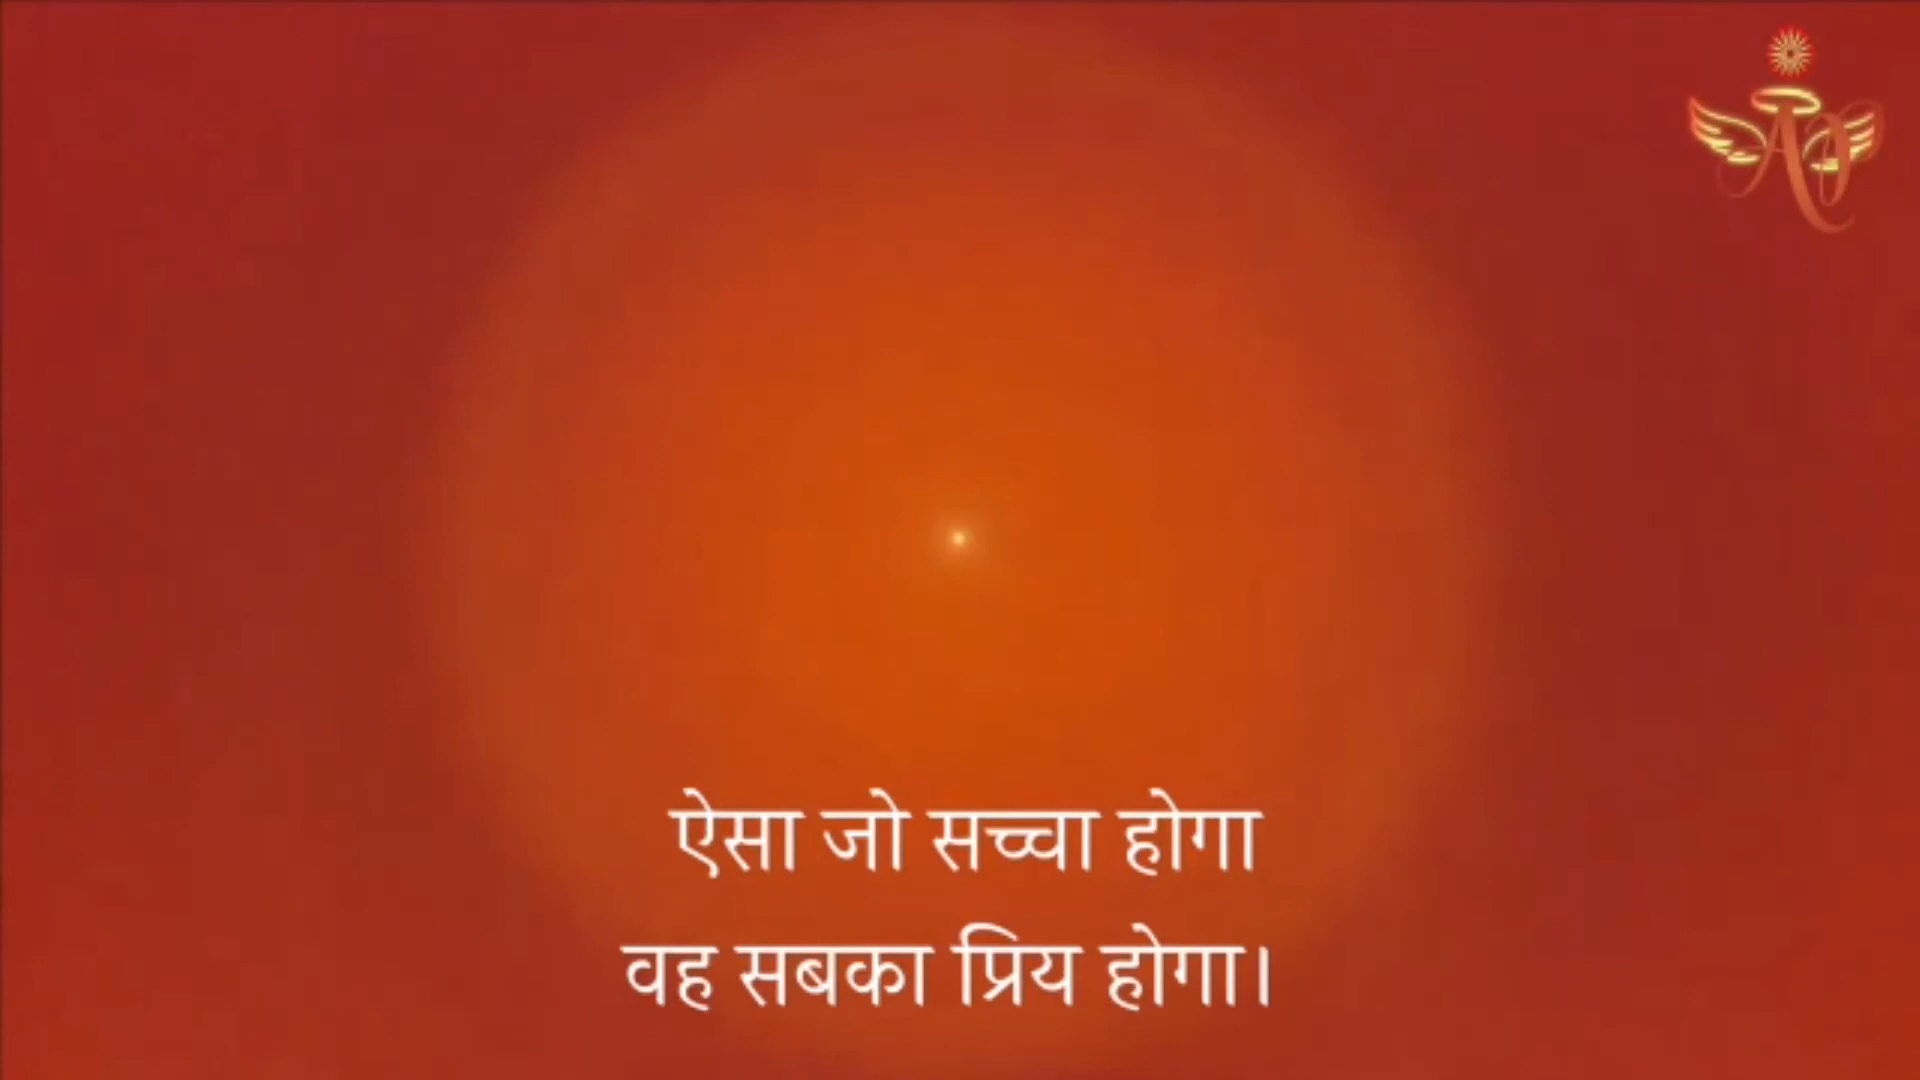 ऐसा जो सच्चा होगा
वह सबका प्रिय होगा।